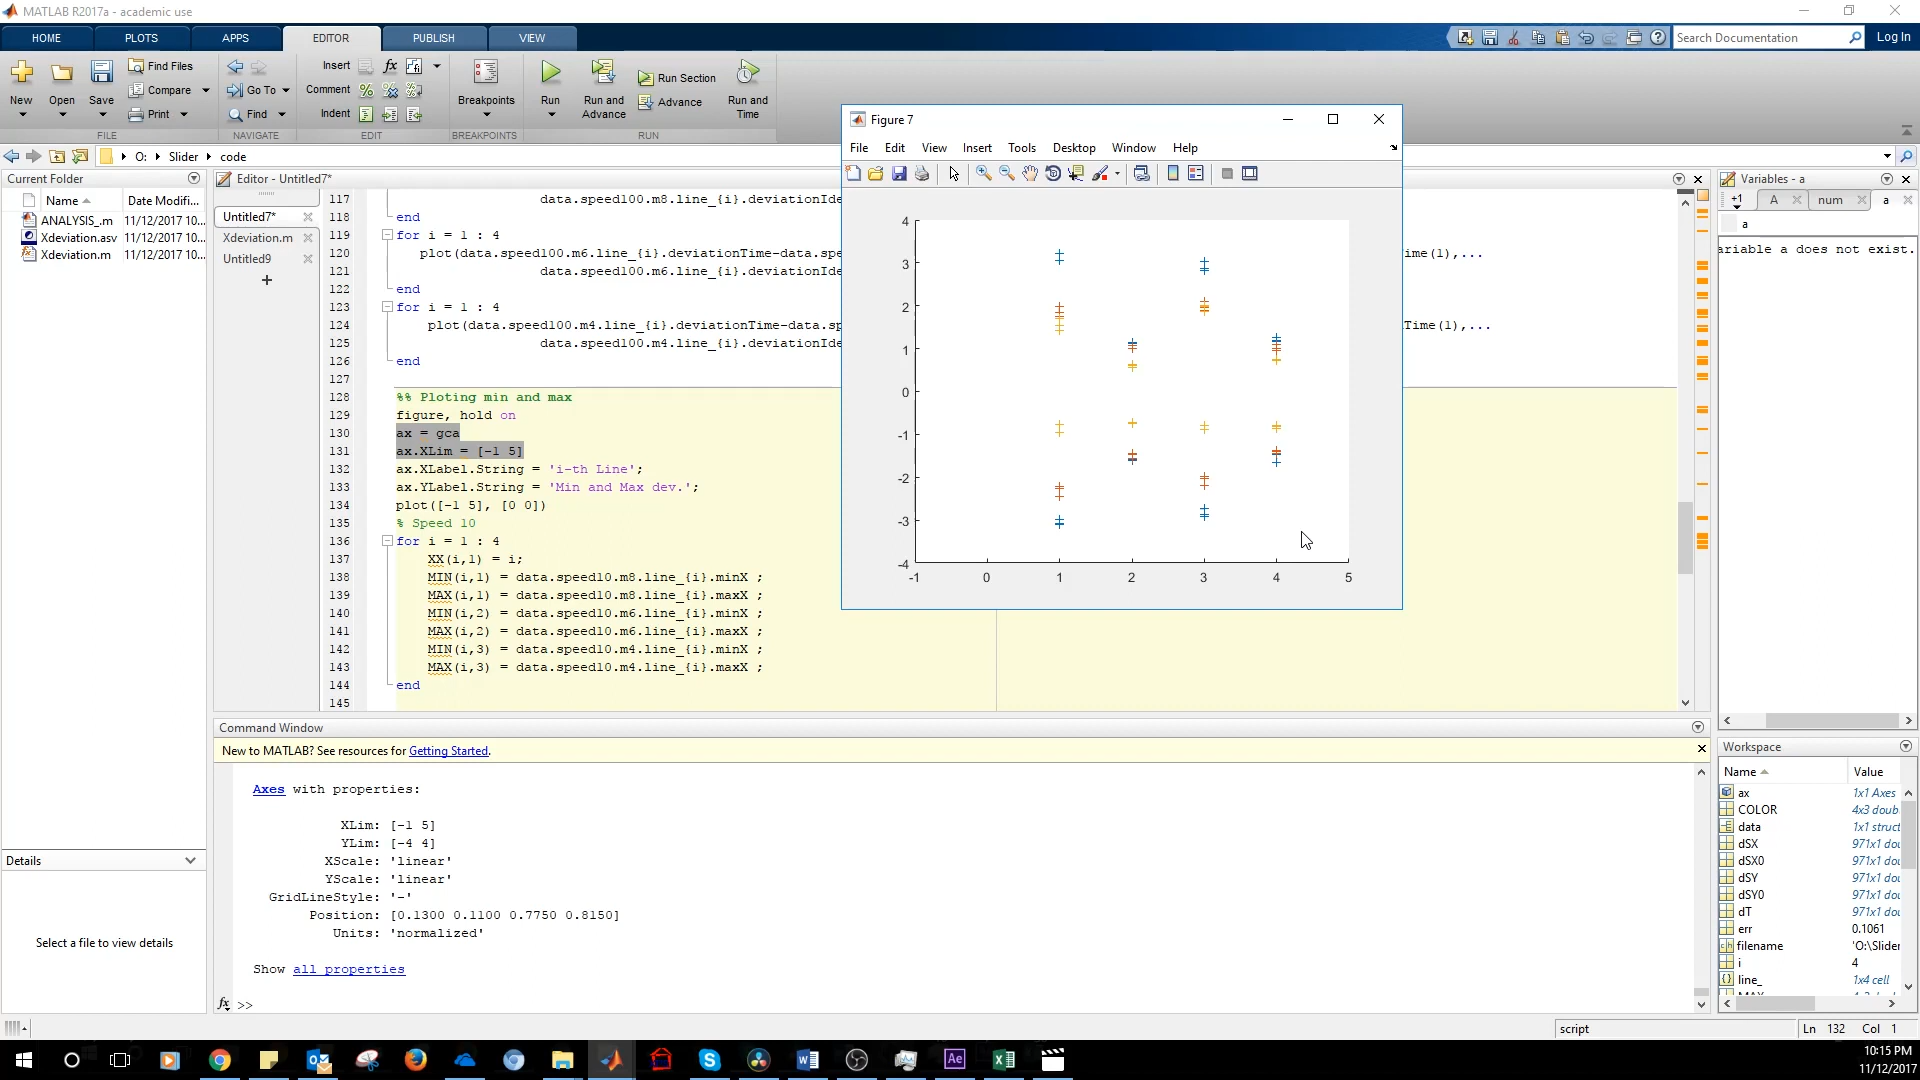 MATLAB R2017a - academic use
HOME PLOTS APPS EDITOR PUBLISH VIEW
Search Documentation
Log In
New
Open
Save
Find Files
Compare
Print
FILE
Go To
Find
NAVIGATE
Insert
fx
Comment
Indent
EDIT
Breakpoints
BREAKPOINTS
Run
Run and
Advance
Run Section
Advance
Run and
Time
RUN
O: Slider code
Current Folder
Name Date Modifi...
ANALYSIS_.m 11/12/2017 10...
Xdeviation.asv 11/12/2017 10...
Xdeviation.m 11/12/2017 10...
Details
Select a file to view details
Editor - Untitled7*
Untitled7*
Xdeviation.m
Untitled9
117 data.speed100.m8.line_{i}.deviationIde
118 end
119 for i = 1 : 4
120 plot(data.speed100.m6.line_{i}.deviationTime-data.spe ime(1),...
121 data.speed100.m6.line_{i}.deviationIde
122 end
123 for i = 1 : 4
124 plot(data.speed100.m4.line_{i}.deviationTime-data.sp Time(1),...
125 data.speed100.m4.line_{i}.deviationIde
126 end
127
128 %% Ploting min and max
129 figure, hold on
130 ax = gca
131 ax.XLim = [-1 5]
132 ax.XLabel.String = 'i-th Line';
133 ax.YLabel.String = 'Min and Max dev.';
134 plot([-1 5], [0 0])
135 % Speed 10
136 for i = 1 : 4
137 XX(i,1) = i;
138 MIN(i,1) = data.speed10.m8.line_{i}.minX ;
139 MAX(i,1) = data.speed10.m8.line_{i}.maxX ;
140 MIN(i,2) = data.speed10.m6.line_{i}.minX ;
141 MAX(i,2) = data.speed10.m6.line_{i}.maxX ;
142 MIN(i,3) = data.speed10.m4.line_{i}.minX ;
143 MAX(i,3) = data.speed10.m4.line_{i}.maxX ;
144 end
145
Figure 7
File Edit View Insert Tools Desktop Window Help
4
3
2
1
0
-1
-2
-3
-4
-1 0 1 2 3 4 5
Variables - a
A num a
a
ariable a does not exist.
Command Window
New to MATLAB? See resources for Getting Started.
Axes with properties:
XLim: [-1 5]
YLim: [-4 4]
XScale: 'linear'
YScale: 'linear'
GridLineStyle: '-'
Position: [0.1300 0.1100 0.7750 0.8150]
Units: 'normalized'
Show all properties
fx >>
Workspace
Name Value
ax 1x1 Axes
COLOR 4x3 doub
data 1x1 struct
dSX 971x1 dou
dSX0 971x1 dou
dSY 971x1 dou
dSY0 971x1 dou
dT 971x1 dou
err 0.1061
filename 'O:\Slider
i 4
line_ 1x4 cell
script
Ln 132 Col 1
Ae
10:15 PM
11/12/2017